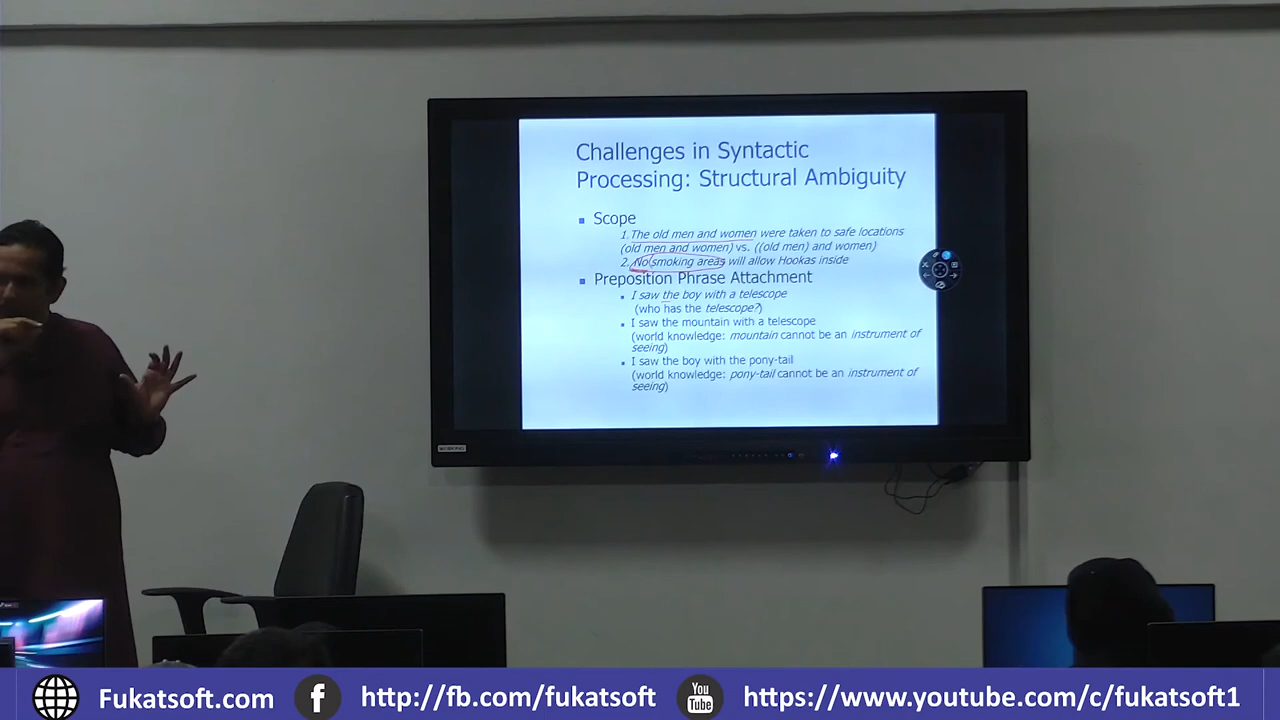 Challenges in Syntactic
Processing: Structural Ambiguity
Scope
1. The old men and women were taken to safe locations
(old men and women) vs. ((old men) and women)
2. No smoking areas will allow Hookas inside
Preposition Phrase Attachment
I saw the boy with a telescope
(who has the telescope?)
I saw the mountain with a telescope
(world knowledge: mountain cannot be an instrument of
seeing)
I saw the boy with the pony-tail
(world knowledge: pony-tail cannot be an instrument of
seeing)
Fukatsoft.com
f
http://fb.com/fukatsoft
You
Tube
https://www.youtube.com/c/fukatsoft1